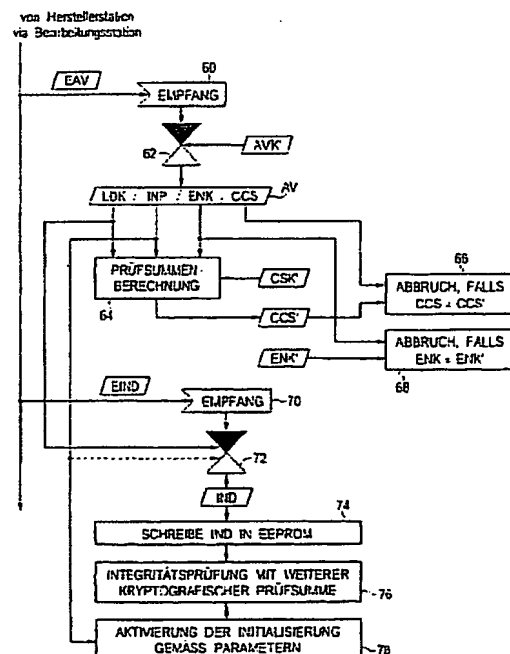 von Herstellerstation
via Bearbeitungsstation
EAV
60
EMPFANG
62
AVK'
AV
LDK : INP : ENK . CCS
PRÜFSUMMEN-
BERECHNUNG
64
CSK'
CCS'
66
ABBRUCH, FALLS
CCS ≠ CCS'
ENK'
ABBRUCH, FALLS
ENK ≠ ENK'
68
EIND
EMPFANG
70
72
IND
74
SCHREIBE IND IN EEPROM
INTEGRITÄTSPRÜFUNG MIT WEITERER
KRYPTOGRAFISCHER PRÜFSUMME
76
AKTIVIERUNG DER INITIALISIERUNG
GEMÄSS PARAMETERN
78